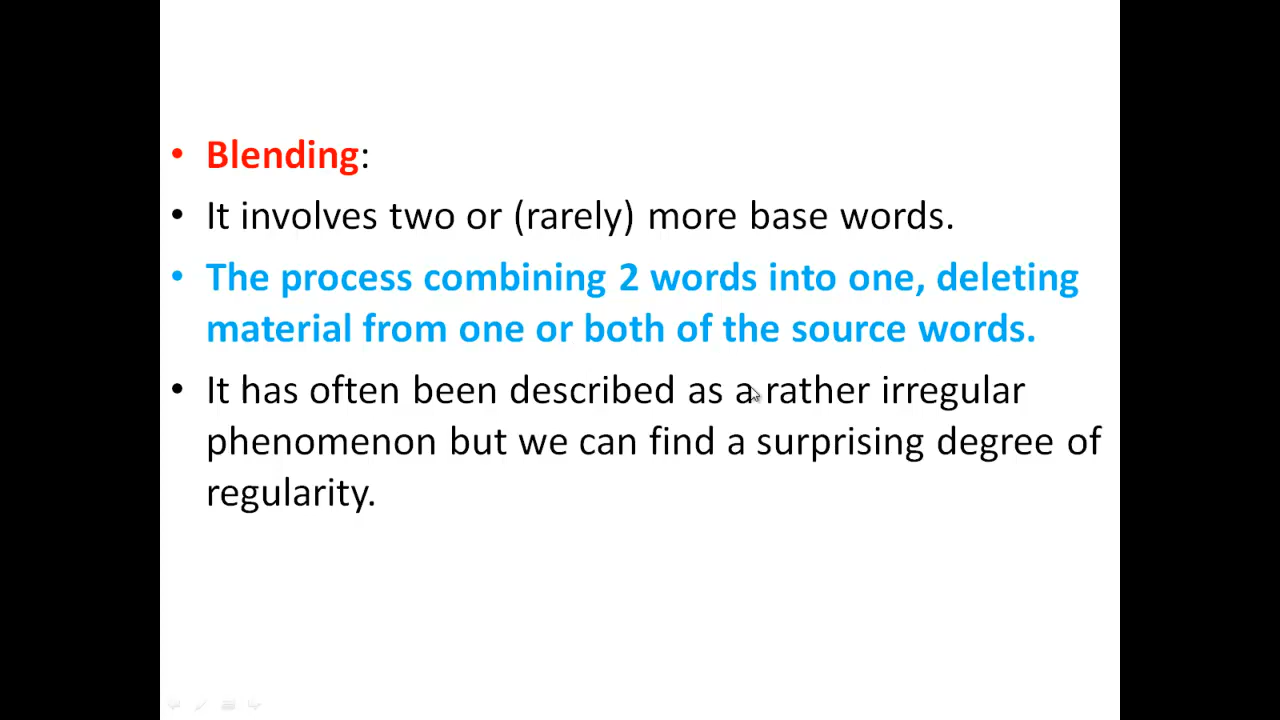 • Blending:
• It involves two or (rarely) more base words.
• The process combining 2 words into one, deleting
material from one or both of the source words.
• It has often been described as a rather irregular
phenomenon but we can find a surprising degree of
regularity.